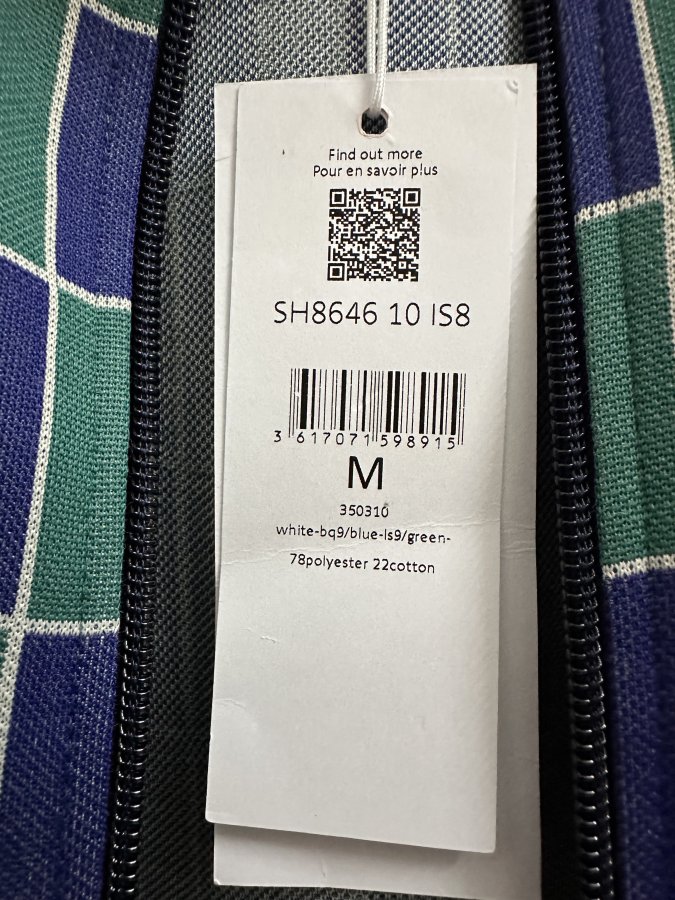 Find out more
Pour en savoir plus
SH8646 10 IS8
3 617071 598915
M
350310
white-bq9/blue-ls9/green-
78polyester 22cotton